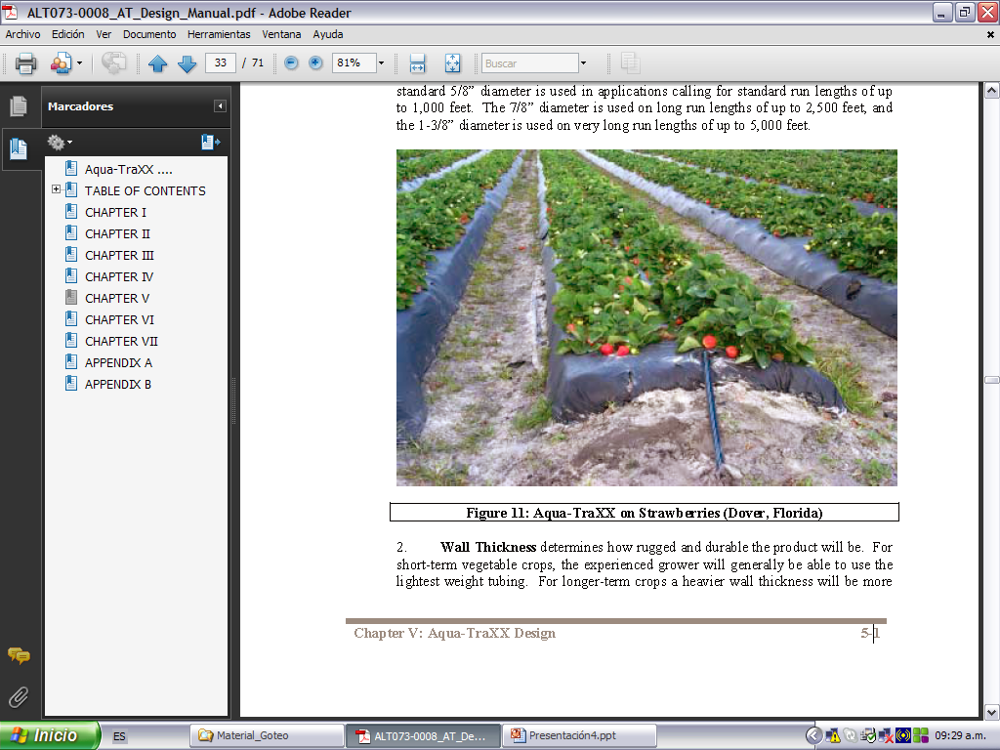 ALT073-0008_AT_Design_Manual.pdf - Adobe Reader
Archivo Edición Ver Documento Herramientas Ventana Ayuda
33 / 71 81% Buscar
Marcadores
Aqua-TraXX ....
TABLE OF CONTENTS
CHAPTER I
CHAPTER II
CHAPTER III
CHAPTER IV
CHAPTER V
CHAPTER VI
CHAPTER VII
APPENDIX A
APPENDIX B
standard 5/8” diameter is used in applications calling for standard run lengths of up
to 1,000 feet. The 7/8” diameter is used on long run lengths of up to 2,500 feet, and
the 1-3/8” diameter is used on very long run lengths of up to 5,000 feet.
Figure 11: Aqua-TraXX on Strawberries (Dover, Florida)
2. Wall Thickness determines how rugged and durable the product will be. For
short-term vegetable crops, the experienced grower will generally be able to use the
lightest weight tubing. For longer-term crops a heavier wall thickness will be more
Chapter V: Aqua-TraXX Design 5-1
Inicio ES Material_Goteo ALT073-0008_AT_De... Presentación4.ppt 09:29 a.m.